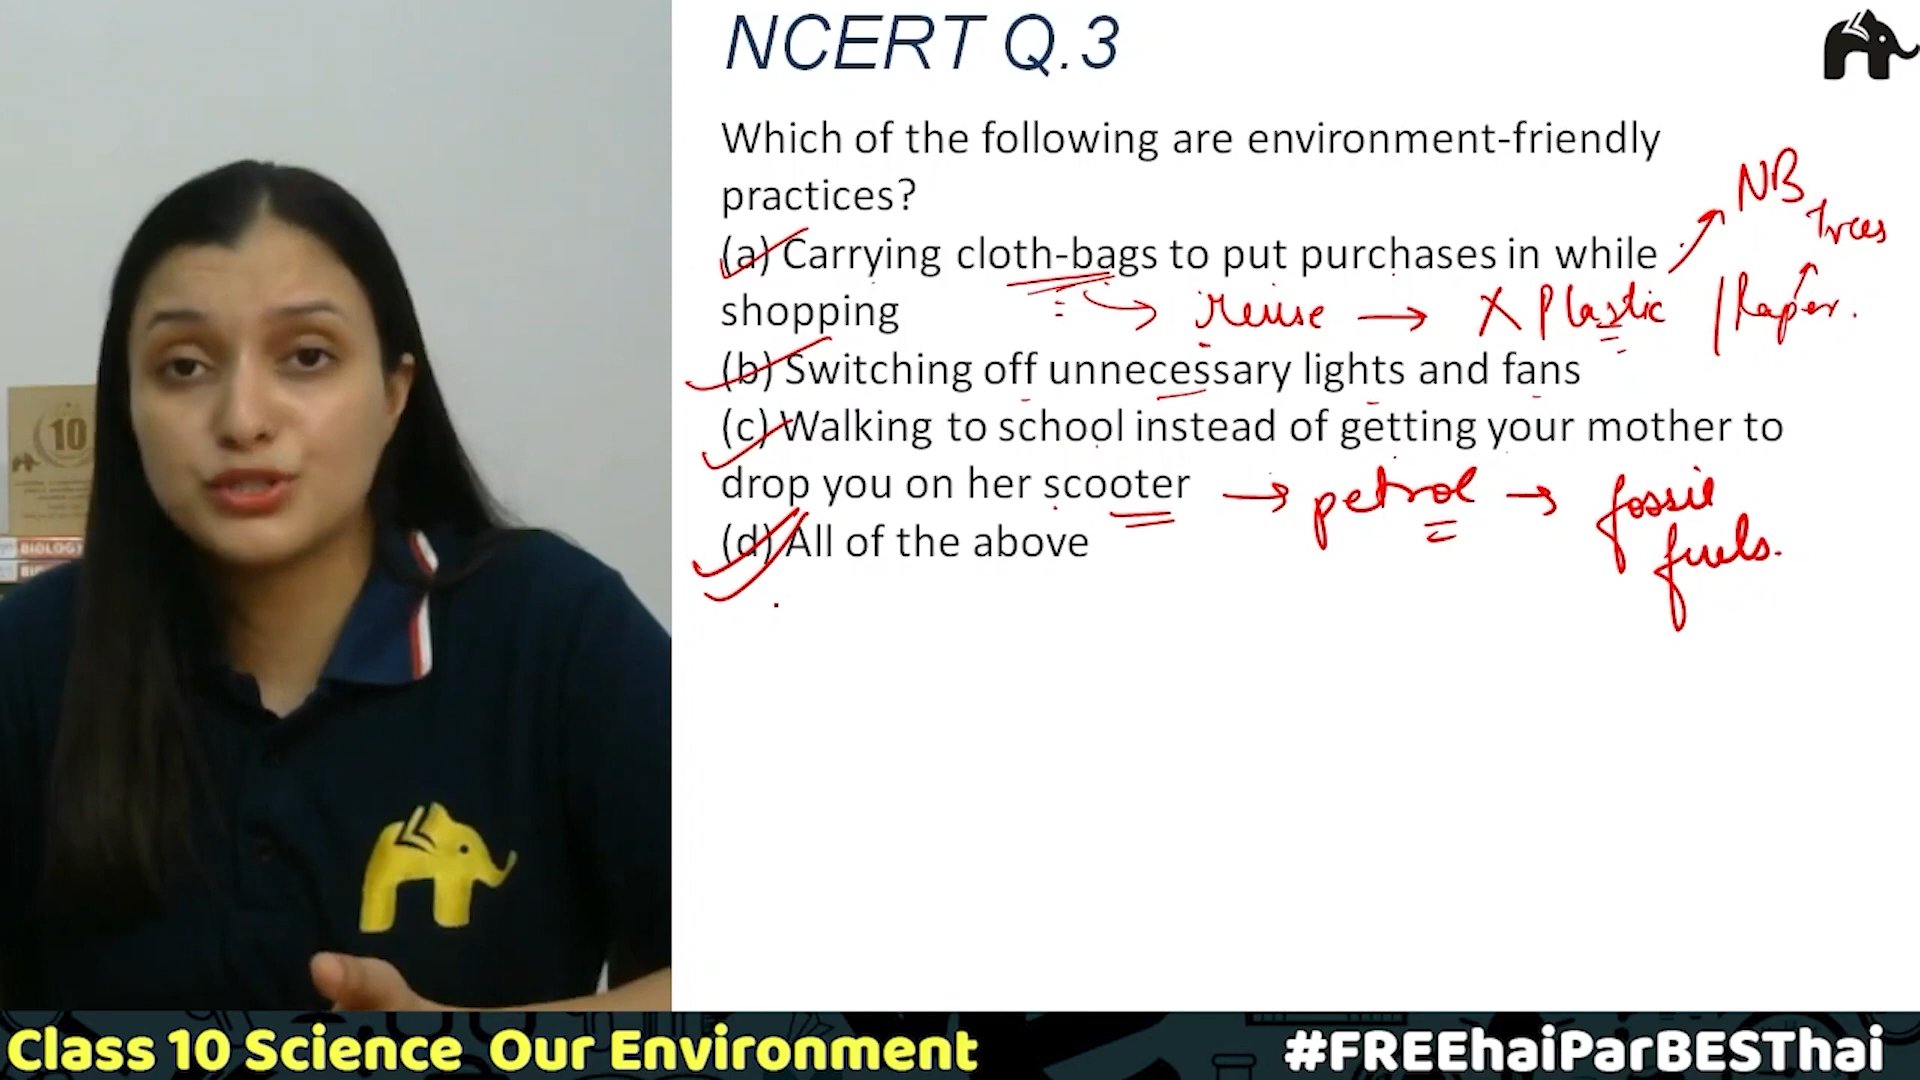 NCERT Q.3
Which of the following are environment-friendly
practices?
(a) Carrying cloth-bags to put purchases in while
shopping
(b) Switching off unnecessary lights and fans
(c) Walking to school instead of getting your mother to
drop you on her scooter
(d) All of the above
NB
trees
reuse → X Plastic / Paper.
→ petrol → fossil
fuels.
10
BIOLOGY
BI
Class 10 Science Our Environment
#FREEhaiParBESThai